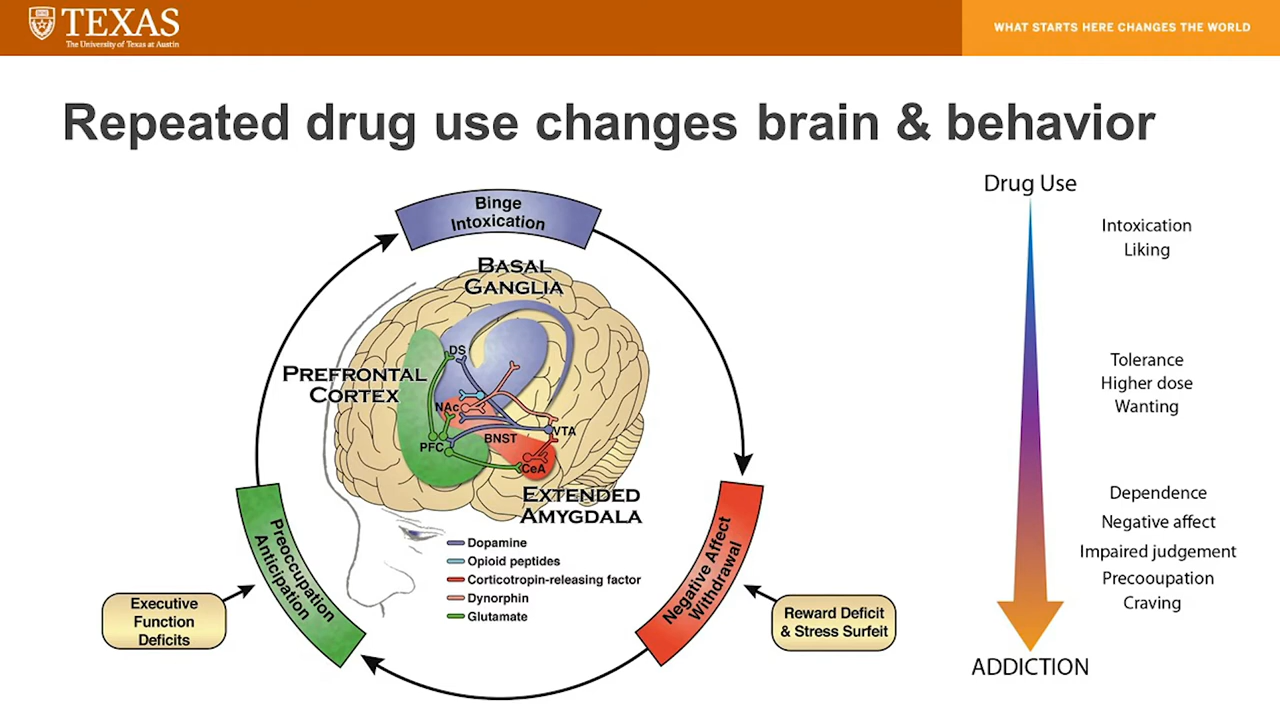 TEXAS
The University of Texas at Austin
WHAT STARTS HERE CHANGES THE WORLD
Repeated drug use changes brain & behavior
Binge
Intoxication
BASAL
GANGLIA
PREFRONTAL
CORTEX
DS
NAc
VTA
BNST
PFC
CeA
EXTENDED
AMYGDALA
Preoccupation
Anticipation
Negative Affect
Withdrawal
Dopamine
Opioid peptides
Corticotropin-releasing factor
Dynorphin
Glutamate
Executive
Function
Deficits
Reward Deficit
& Stress Surfeit
Drug Use
Intoxication
Liking
Tolerance
Higher dose
Wanting
Dependence
Negative affect
Impaired judgement
Precooupation
Craving
ADDICTION